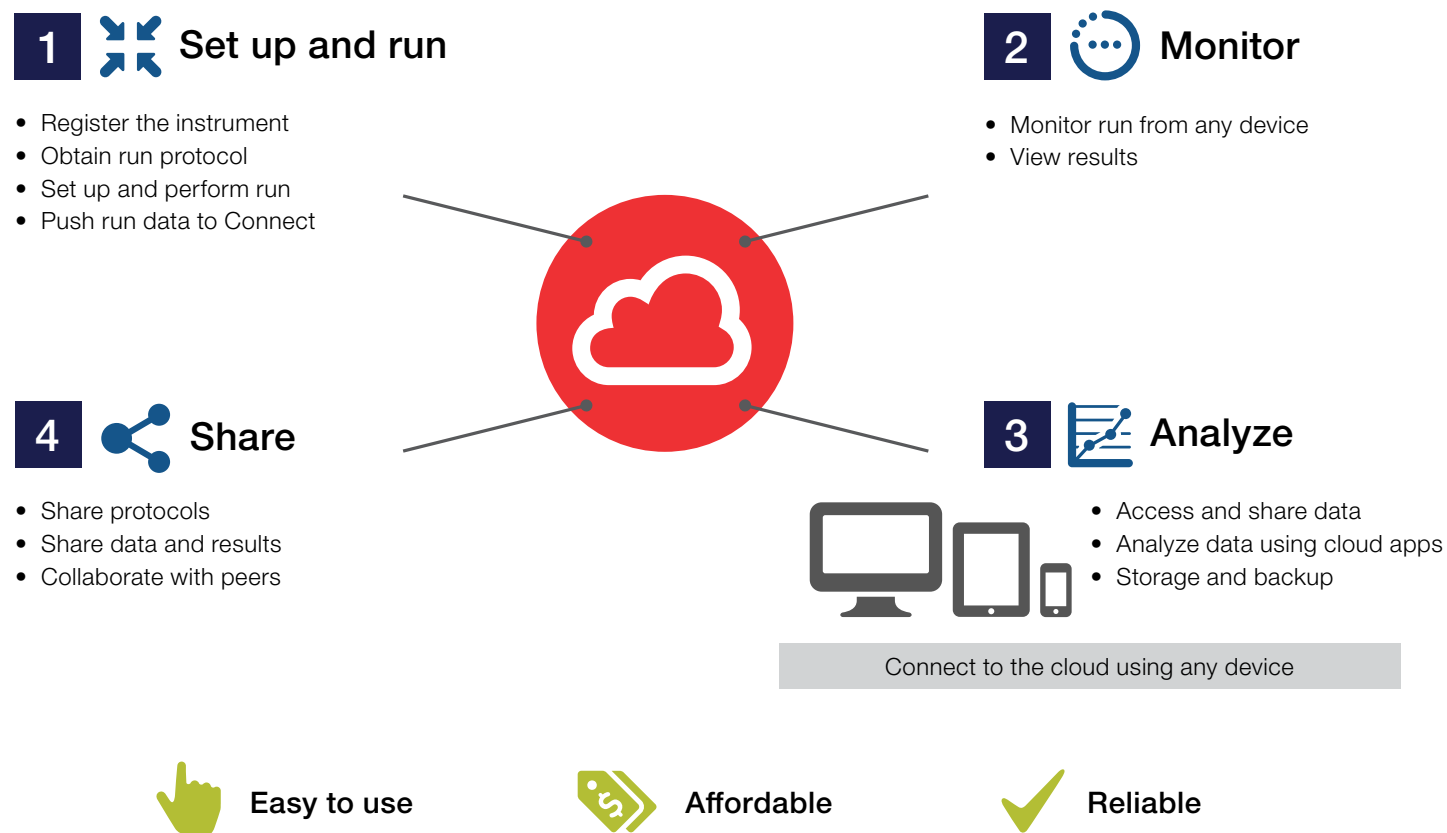 1 Set up and run
• Register the instrument
• Obtain run protocol
• Set up and perform run
• Push run data to Connect
2 Monitor
• Monitor run from any device
• View results
4 Share
• Share protocols
• Share data and results
• Collaborate with peers
3 Analyze
• Access and share data
• Analyze data using cloud apps
• Storage and backup
Connect to the cloud using any device
Easy to use
$ Affordable
Reliable